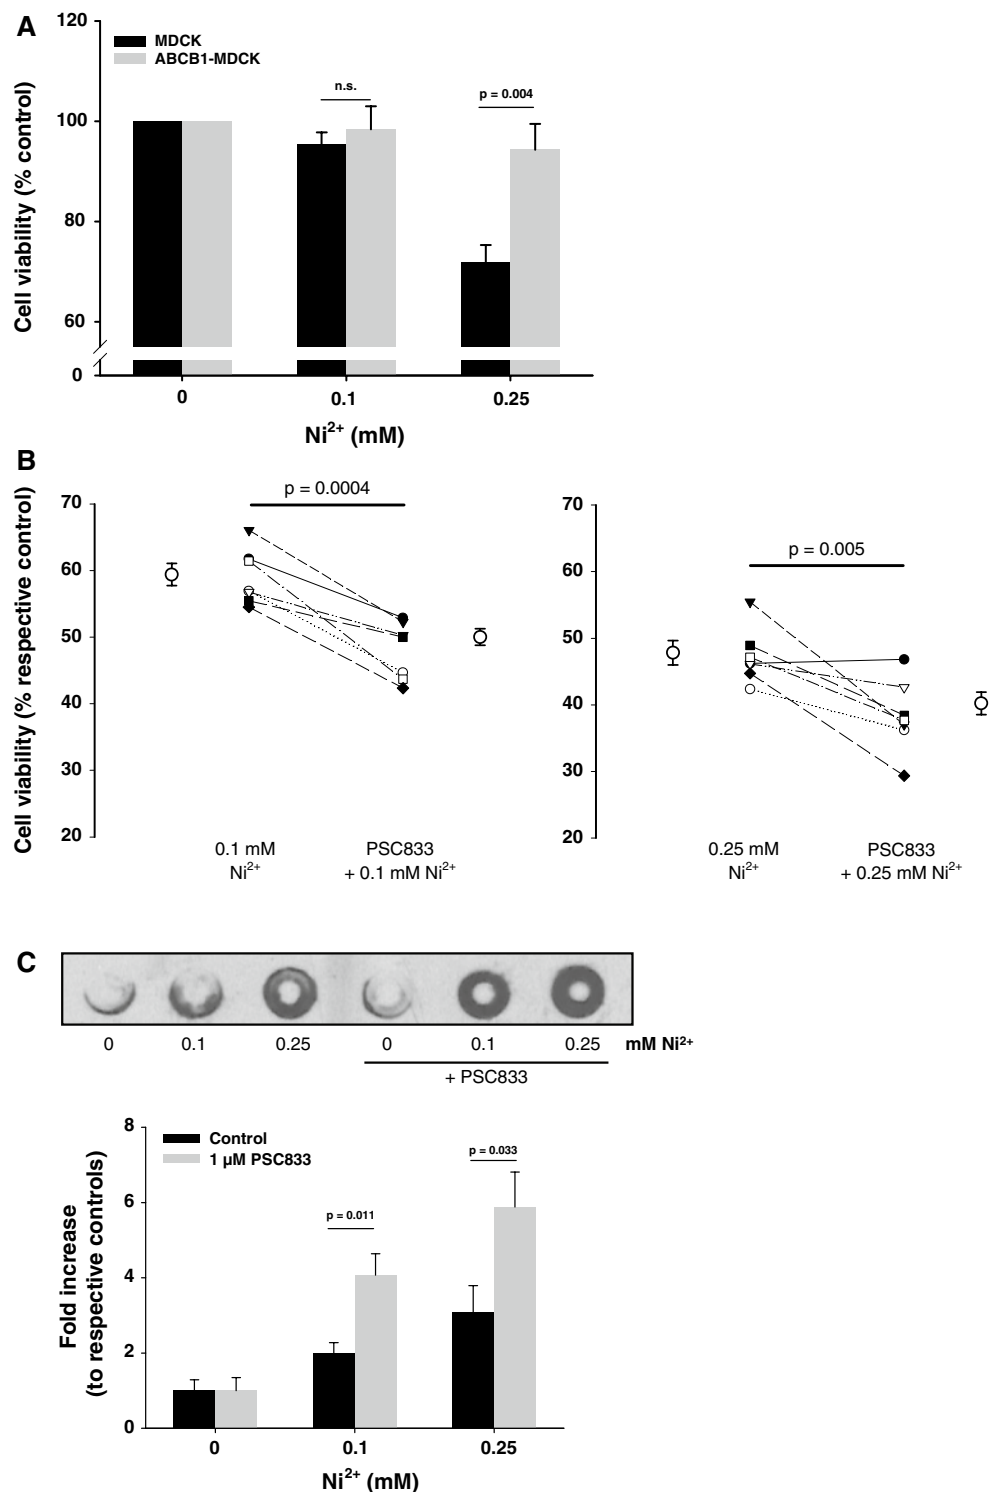 A
120
100
80
60
0
Cell viability (% control)
MDCK
ABCB1-MDCK
n.s.
p = 0.004
0 0.1 0.25
Ni²⁺ (mM)
B
Cell viability (% respective control)
70
60
50
40
30
20
p = 0.0004
0.1 mM
Ni²⁺
PSC833
+ 0.1 mM Ni²⁺
70
60
50
40
30
20
p = 0.005
0.25 mM
Ni²⁺
PSC833
+ 0.25 mM Ni²⁺
C
0 0.1 0.25 0 0.1 0.25 mM Ni²⁺
+ PSC833
Fold increase
(to respective controls)
8
6
4
2
0
Control
1 µM PSC833
p = 0.011
p = 0.033
0 0.1 0.25
Ni²⁺ (mM)